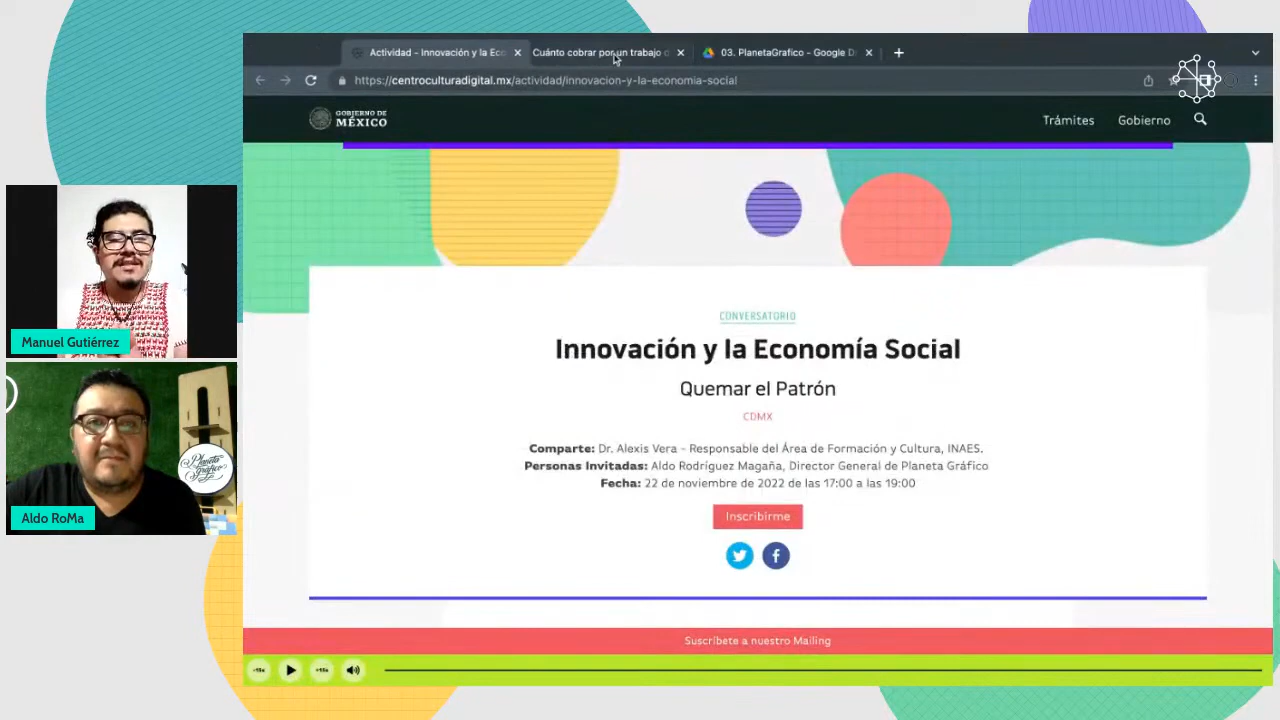 Actividad - Innovación y la Eco
Cuánto cobrar por un trabajo d
03. PlanetaGrafico - Google D
https://centroculturadigital.mx/actividad/innovacion-y-la-economia-social
GOBIERNO DE
MÉXICO
Trámites
Gobierno
CONVERSATORIO
Innovación y la Economía Social
Quemar el Patrón
CDMX
Comparte: Dr. Alexis Vera - Responsable del Área de Formación y Cultura, INAES.
Personas Invitadas: Aldo Rodríguez Magaña, Director General de Planeta Gráfico
Fecha: 22 de noviembre de 2022 de las 17:00 a las 19:00
Inscribirme
Suscríbete a nuestro Mailing
Manuel Gutiérrez
Planeta
gráfico
Aldo RoMa